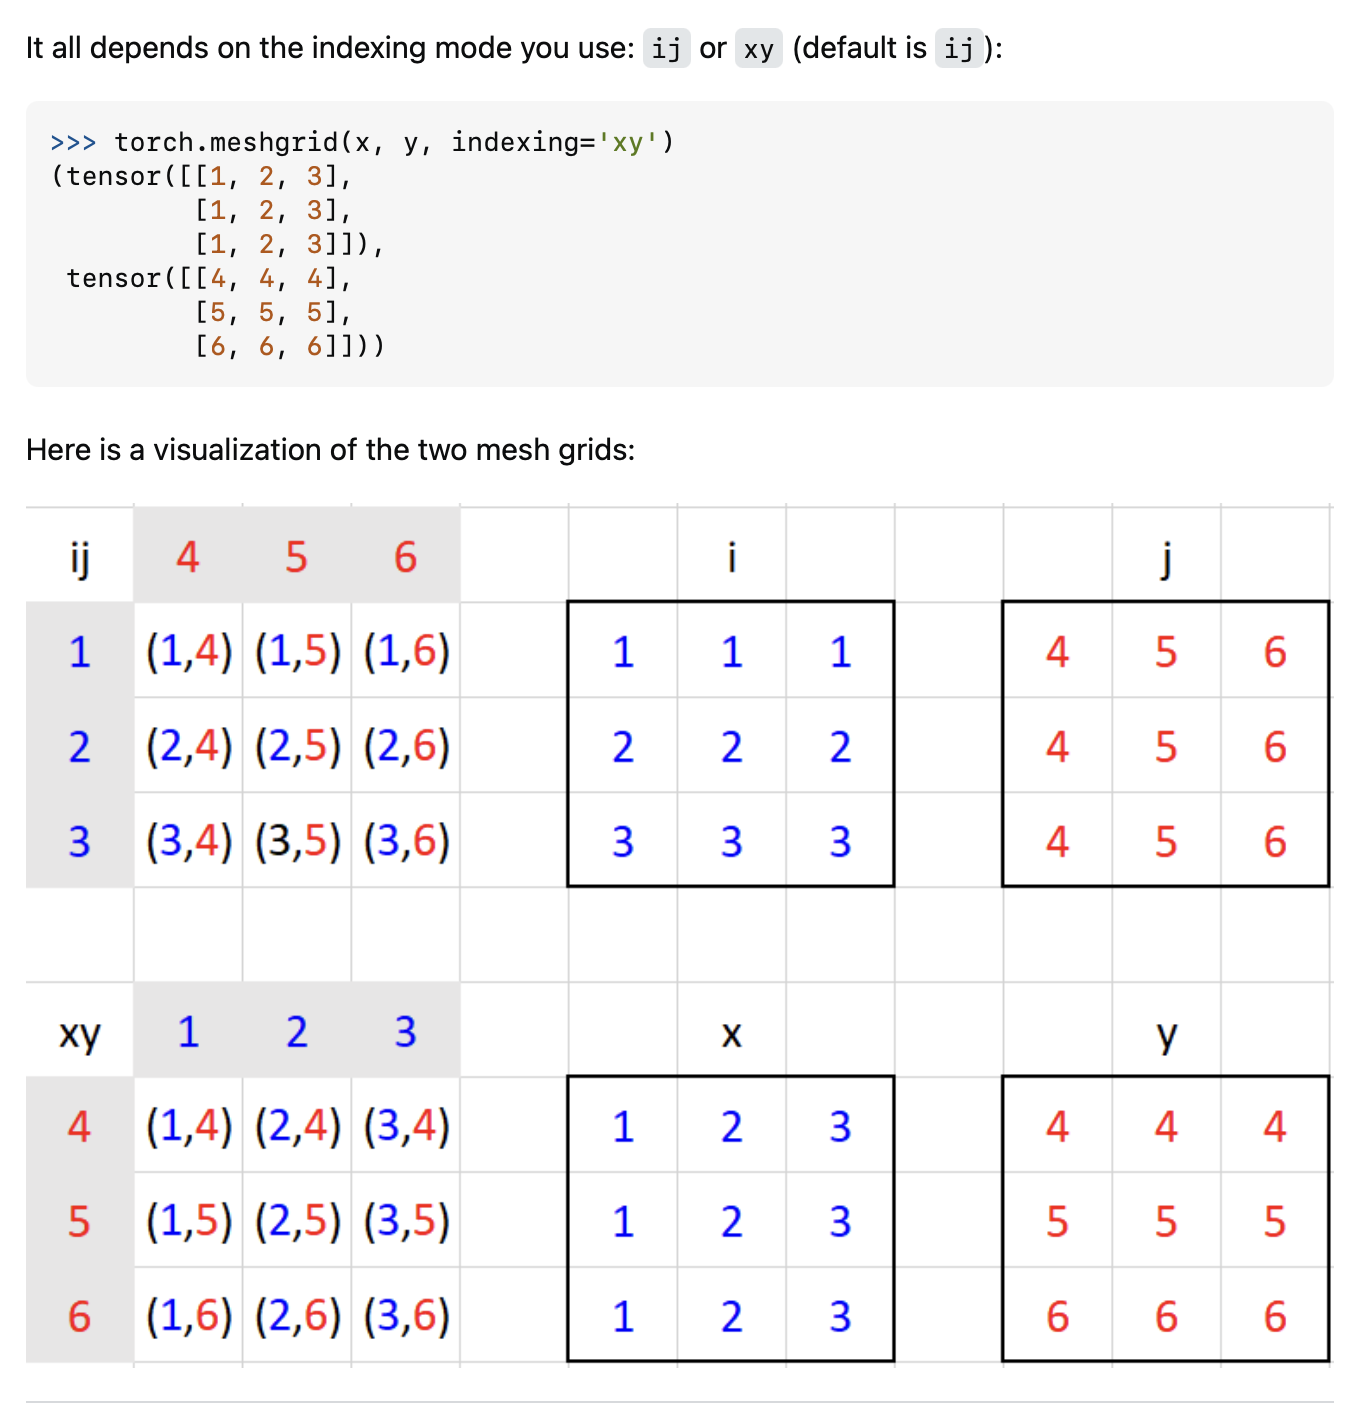 It all depends on the indexing mode you use: ij or xy (default is ij):
>>> torch.meshgrid(x, y, indexing='xy')
(tensor([[1, 2, 3],
         [1, 2, 3],
         [1, 2, 3]]),
 tensor([[4, 4, 4],
         [5, 5, 5],
         [6, 6, 6]]))
Here is a visualization of the two mesh grids:
ij 4 5 6 i j
1 (1,4) (1,5) (1,6) 1 1 1 4 5 6
2 (2,4) (2,5) (2,6) 2 2 2 4 5 6
3 (3,4) (3,5) (3,6) 3 3 3 4 5 6
xy 1 2 3 x y
4 (1,4) (2,4) (3,4) 1 2 3 4 4 4
5 (1,5) (2,5) (3,5) 1 2 3 5 5 5
6 (1,6) (2,6) (3,6) 1 2 3 6 6 6